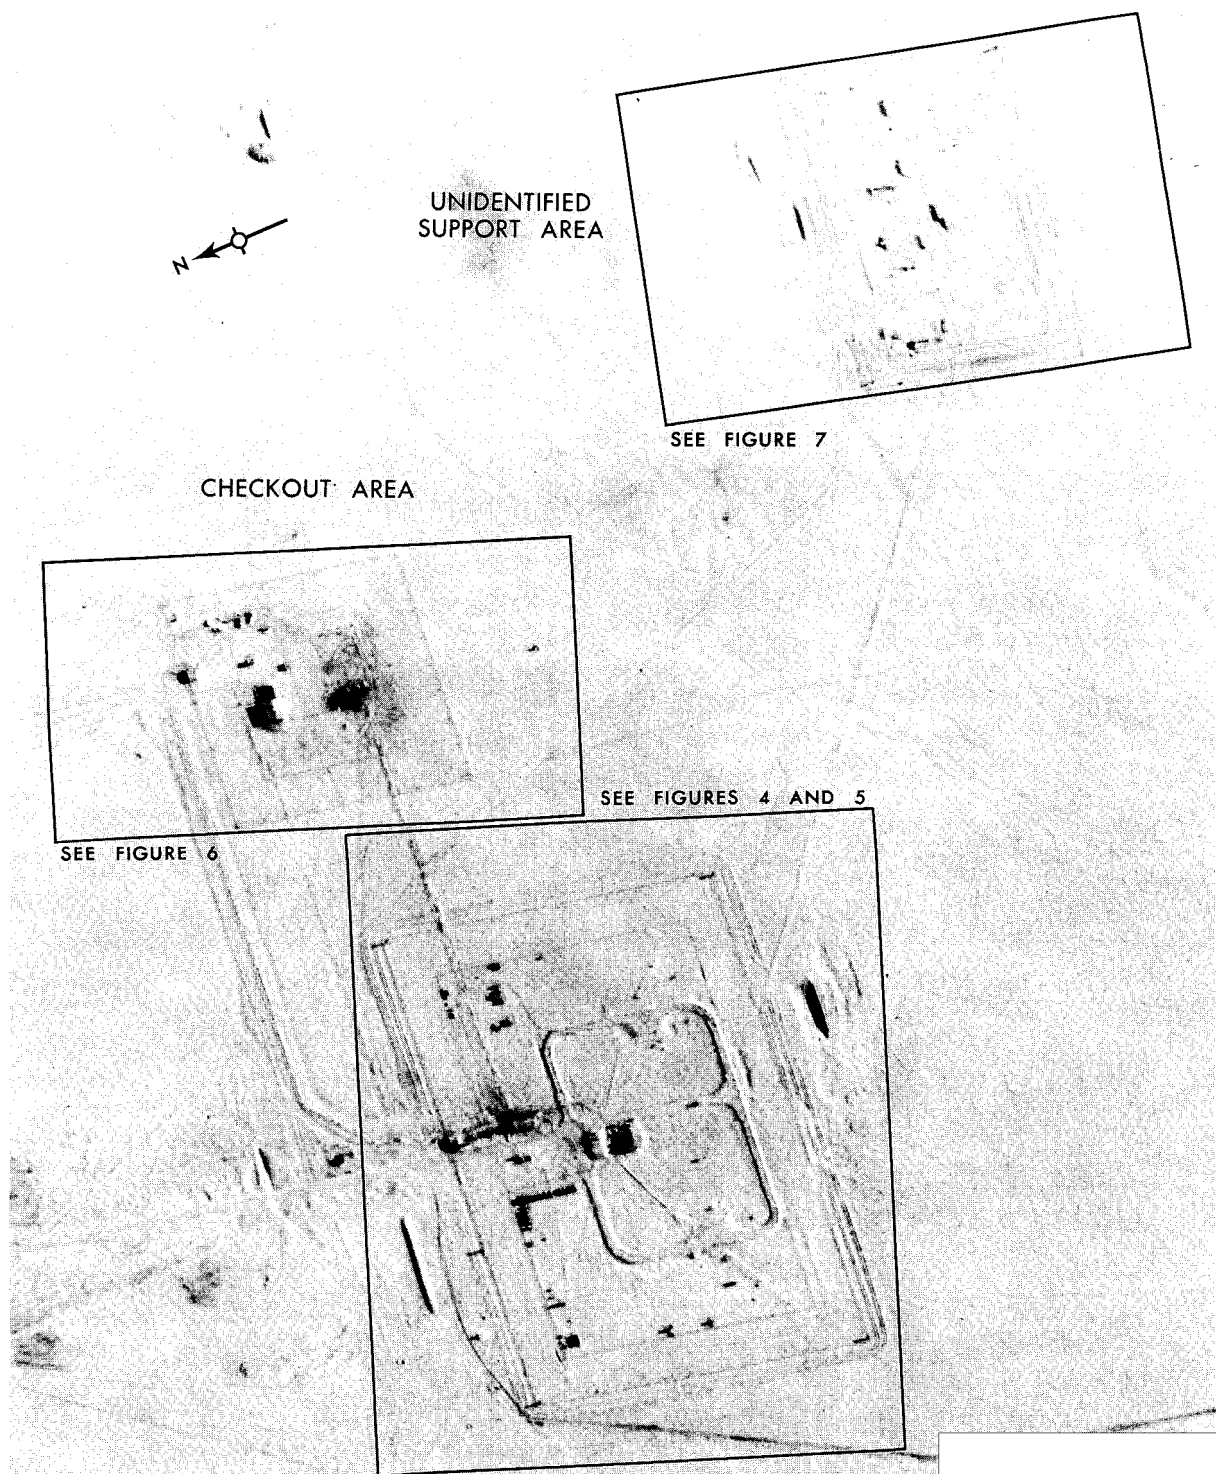 UNIDENTIFIED
SUPPORT AREA
N
SEE FIGURE 7
CHECKOUT AREA
SEE FIGURES 4 AND 5
SEE FIGURE 6